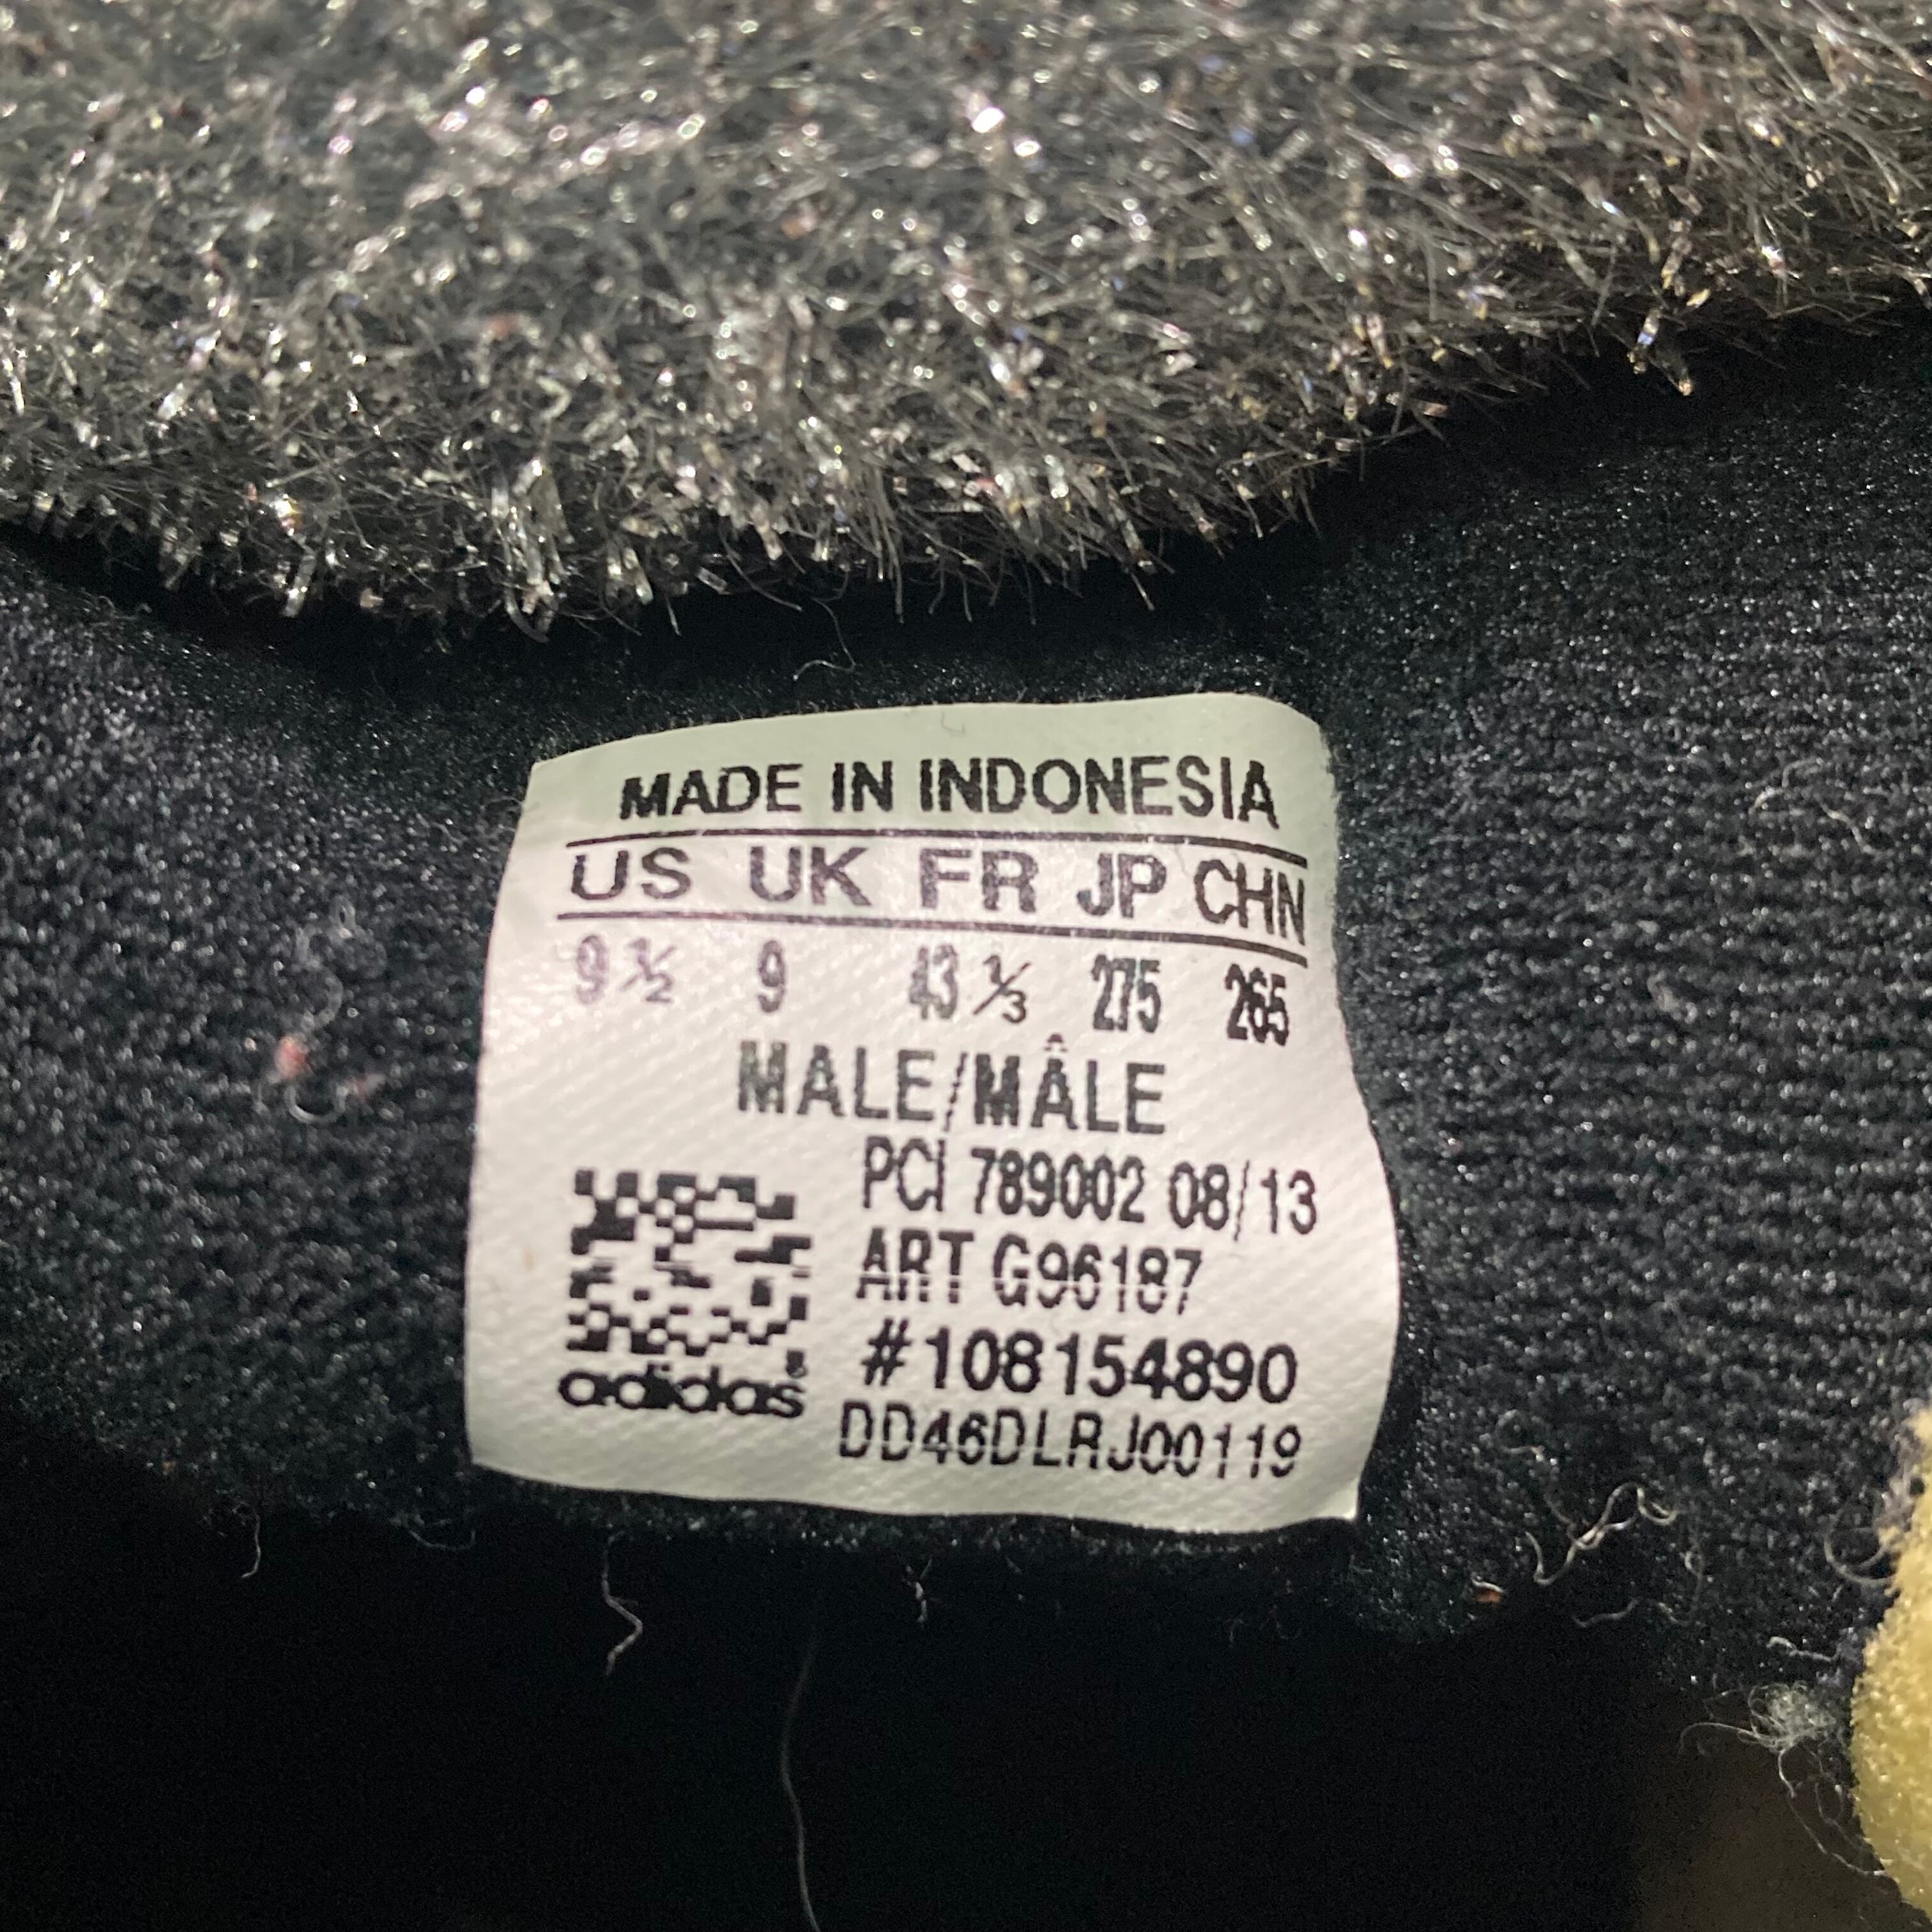 MADE IN INDONESIA
US UK FR JP CHN
9 ½ 9 43 ⅓ 275 265
MALE/MÂLE
PCI 789002 08/13
ART G96187
#108154890
adidas®
DD46DLRJ00119